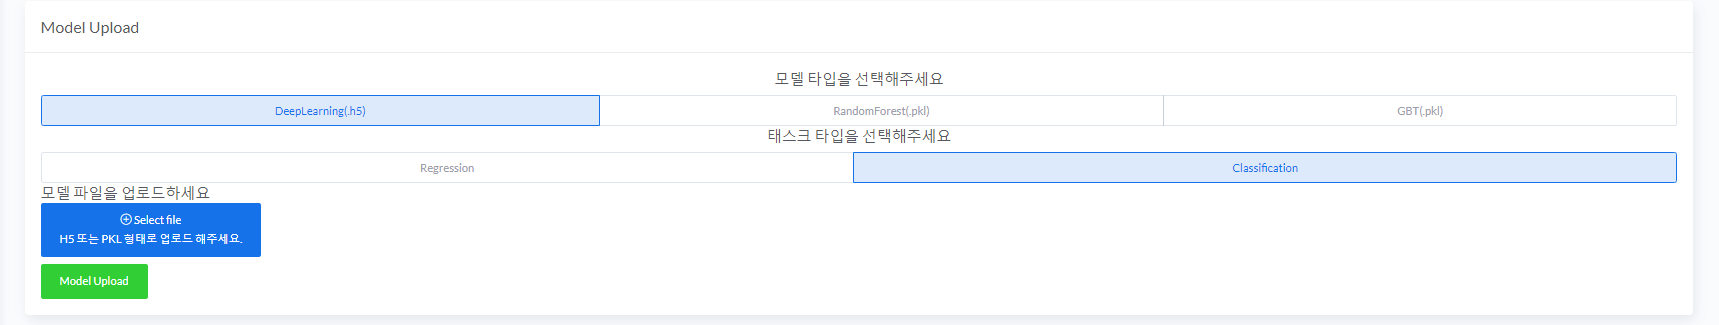 Model Upload
모델 타입을 선택해주세요
DeepLearning(.h5) RandomForest(.pkl) GBT(.pkl)
태스크 타입을 선택해주세요
Regression Classification
모델 파일을 업로드하세요
Select file
H5 또는 PKL 형태로 업로드 해주세요.
Model Upload